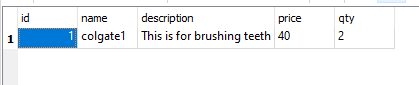 id name description price qty
1 1 colgate1 This is for brushing teeth 40 2